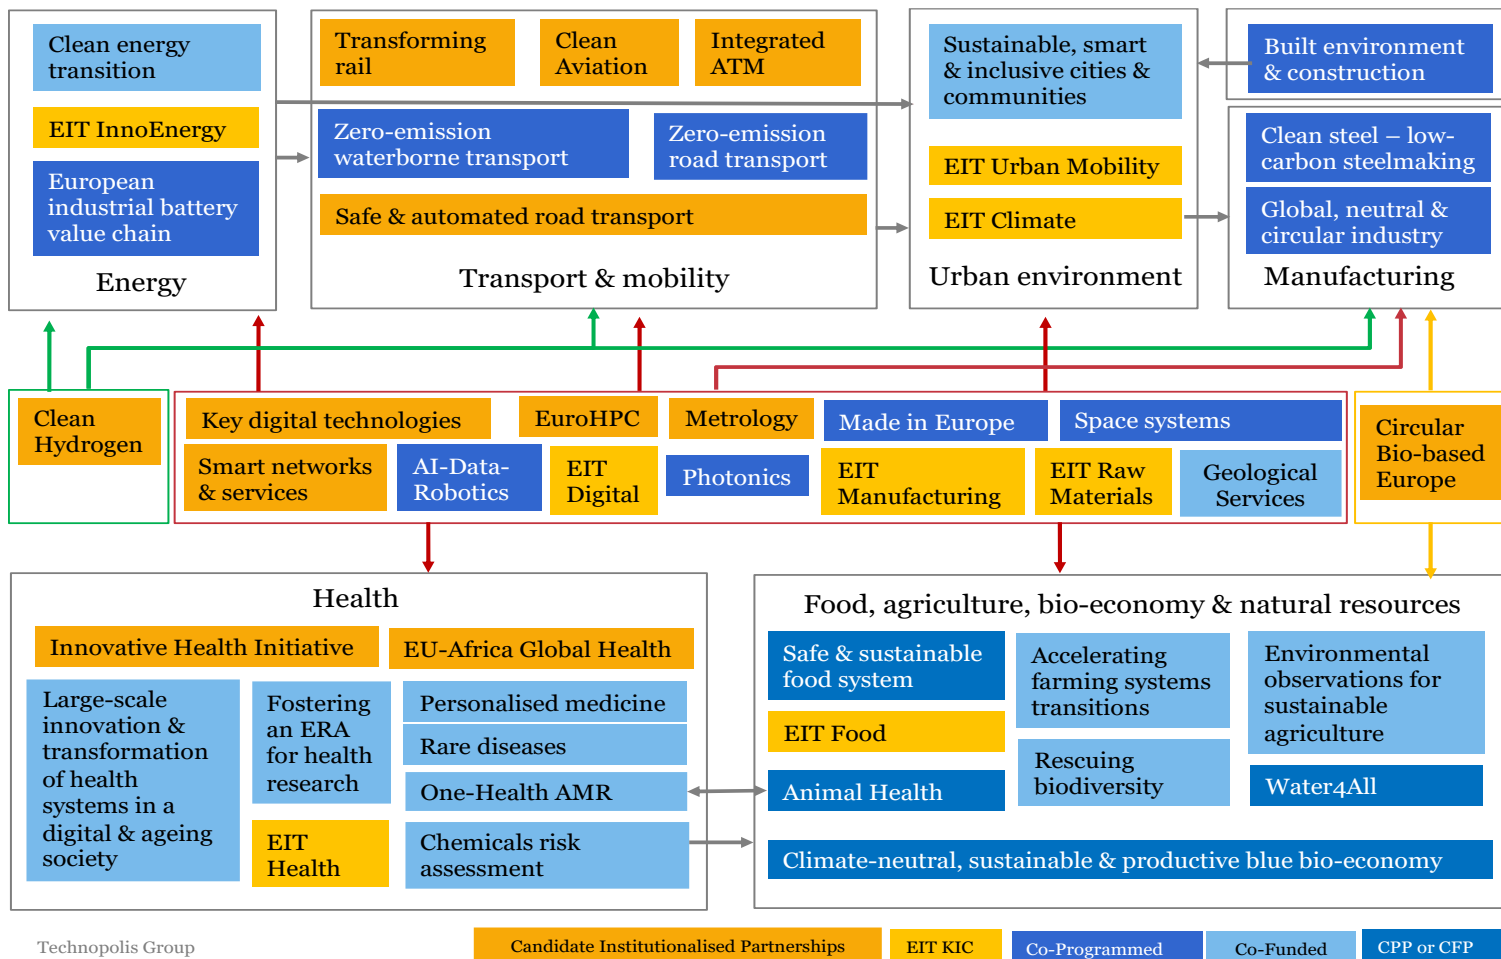 Clean energy
transition
EIT InnoEnergy
European
industrial battery
value chain
Energy
Transforming
rail
Clean
Aviation
Integrated
ATM
Zero-emission
waterborne transport
Zero-emission
road transport
Safe & automated road transport
Transport & mobility
Sustainable, smart
& inclusive cities &
communities
EIT Urban Mobility
EIT Climate
Urban environment
Built environment
& construction
Clean steel – low-
carbon steelmaking
Global, neutral &
circular industry
Manufacturing
Clean
Hydrogen
Key digital technologies
EuroHPC
Metrology
Made in Europe
Space systems
Smart networks
& services
AI-Data-
Robotics
EIT
Digital
Photonics
EIT
Manufacturing
EIT Raw
Materials
Geological
Services
Circular
Bio-based
Europe
Health
Innovative Health Initiative
EU-Africa Global Health
Large-scale
innovation &
transformation
of health
systems in a
digital & ageing
society
Fostering
an ERA
for health
research
EIT
Health
Personalised medicine
Rare diseases
One-Health AMR
Chemicals risk
assessment
Food, agriculture, bio-economy & natural resources
Safe & sustainable
food system
EIT Food
Animal Health
Accelerating
farming systems
transitions
Rescuing
biodiversity
Environmental
observations for
sustainable
agriculture
Water4All
Climate-neutral, sustainable & productive blue bio-economy
Technopolis Group
Candidate Institutionalised Partnerships
EIT KIC
Co-Programmed
Co-Funded
CPP or CFP